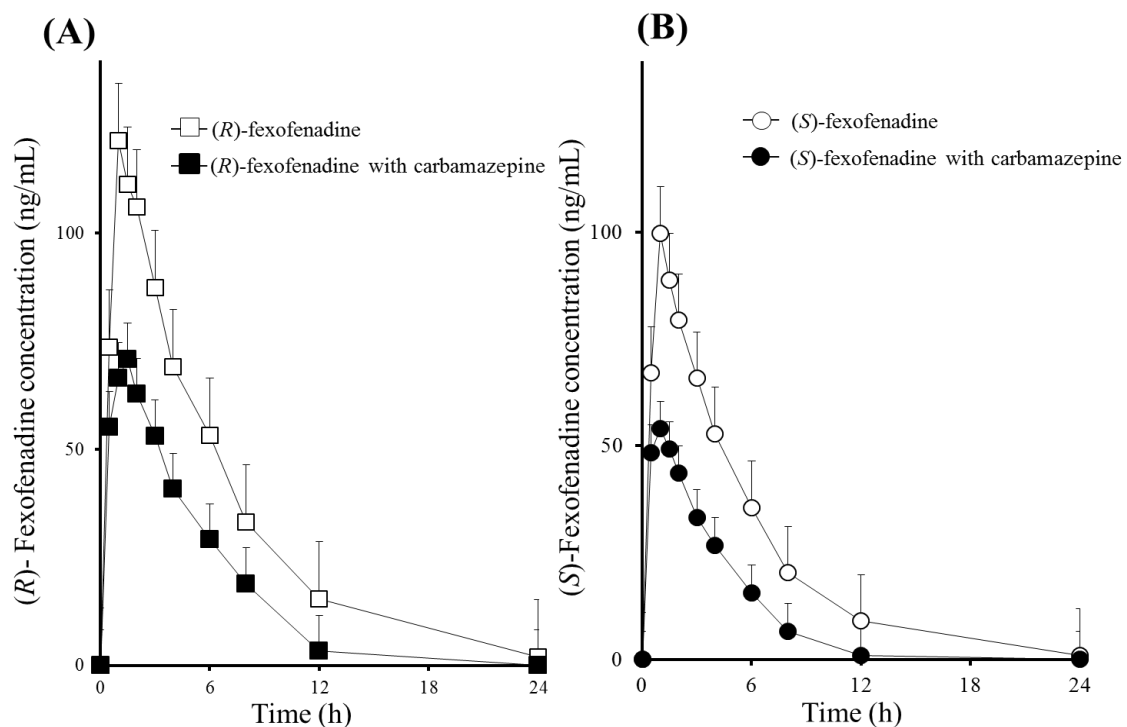 (A)
(R)-fexofenadine
(R)-fexofenadine with carbamazepine
(R)- Fexofenadine concentration (ng/mL)
100
50
0
0 6 12 18 24
Time (h)
(B)
(S)-fexofenadine
(S)-fexofenadine with carbamazepine
(S)-Fexofenadine concentration (ng/mL)
100
50
0
0 6 12 18 24
Time (h)